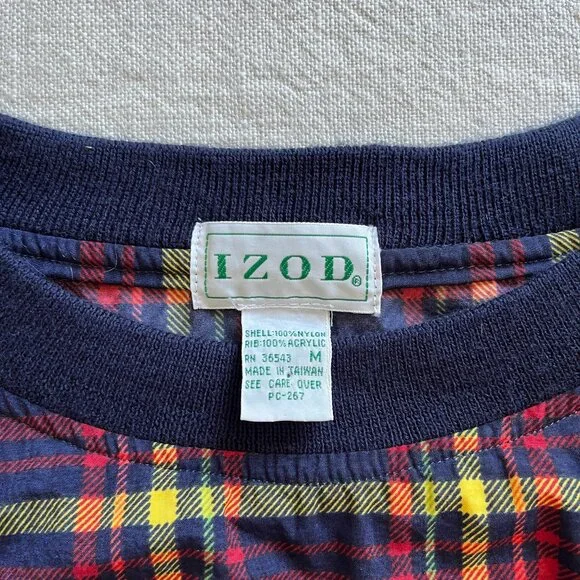 IZOD®
SHELL:100%NYLON
RIB:100%ACRYLIC
RN 36543 M
MADE IN TAIWAN
SEE CARE OVER
PC-267